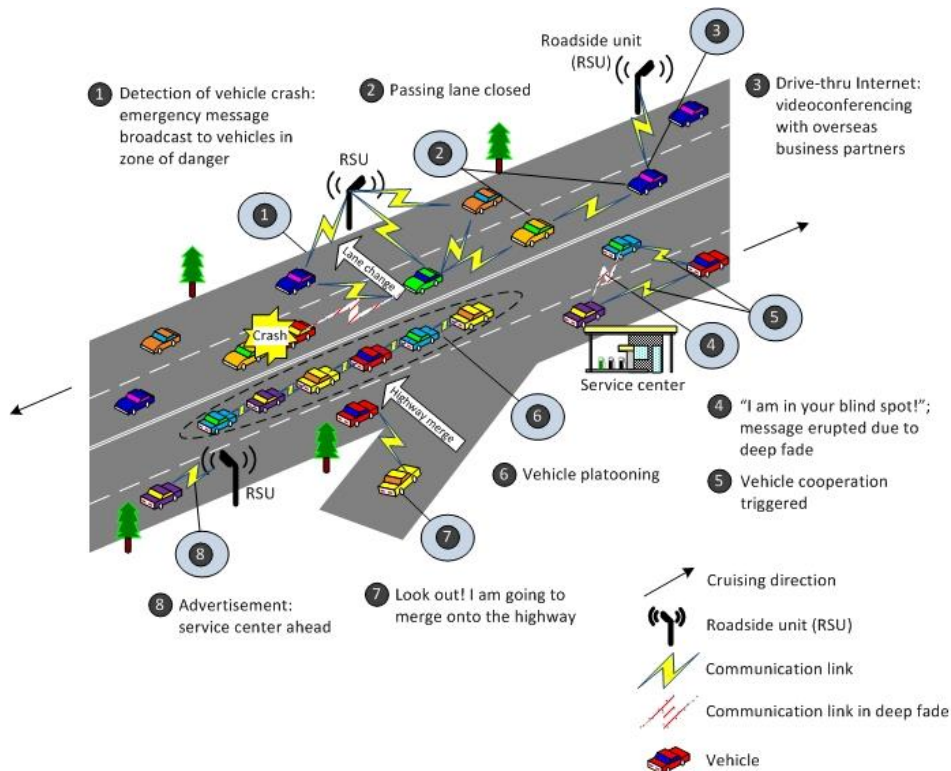 Roadside unit
(RSU)
3
1 Detection of vehicle crash:
emergency message
broadcast to vehicles in
zone of danger
2 Passing lane closed
3 Drive-thru Internet:
videoconferencing
with overseas
business partners
RSU
2
1
Lane change
Crash
5
4
Service center
Highway merge
6
4 "I am in your blind spot!";
message erupted due to
deep fade
6 Vehicle platooning
5 Vehicle cooperation
triggered
RSU
7
8
8 Advertisement:
service center ahead
7 Look out! I am going to
merge onto the highway
Cruising direction
Roadside unit (RSU)
Communication link
Communication link in deep fade
Vehicle